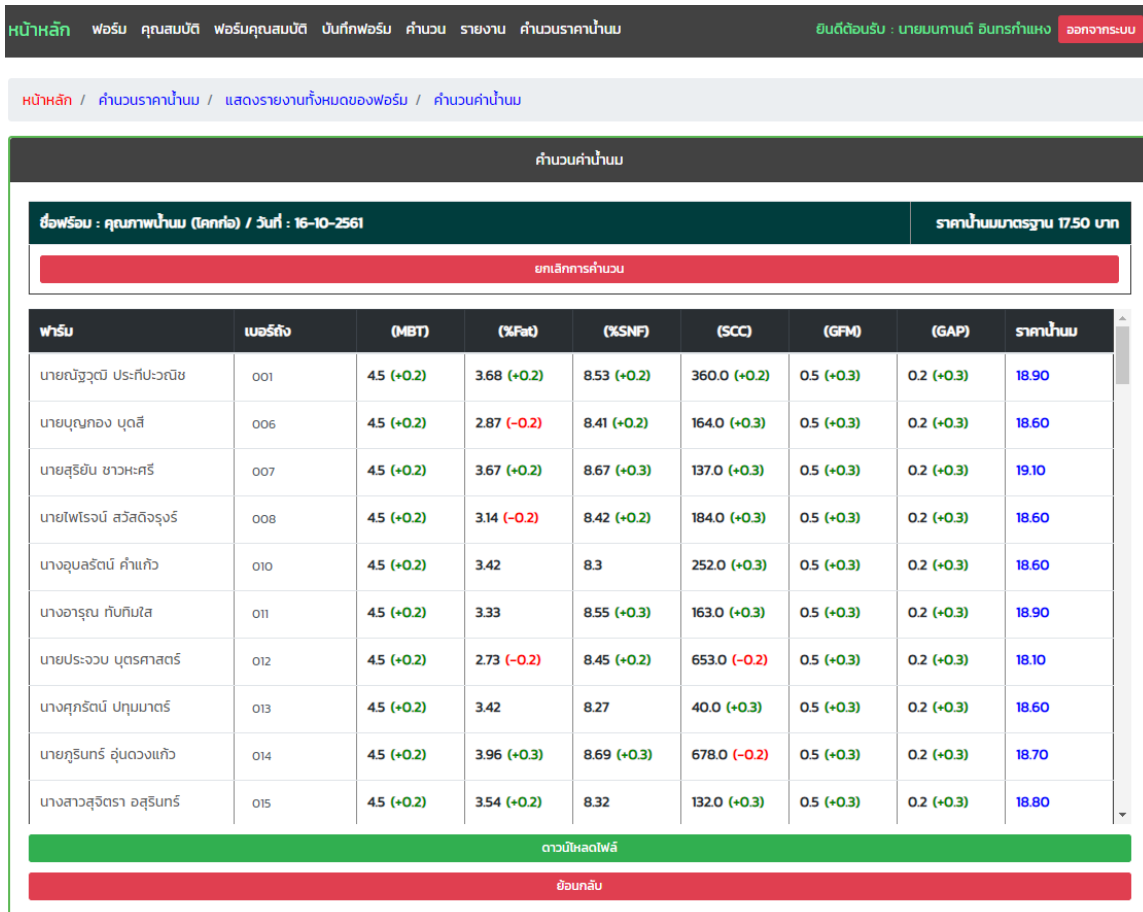 หน้าหลัก ฟอร์ม คุณสมบัติ ฟอร์มคุณสมบัติ บันทึกฟอร์ม คำนวน รายงาน คำนวนราคาน้ำนม ยินดีต้อนรับ : นายมนกานต์ อินทรกำแหง ออกจากระบบ
หน้าหลัก / คำนวนราคาน้ำนม / แสดงรายงานทั้งหมดของฟอร์ม / คำนวนค่าน้ำนม
คำนวนค่าน้ำนม
ชื่อฟร์อม : คุณภาพน้ำนม (โคกก่อ) / วันที่ : 16-10-2561 ราคาน้ำนมมาตรฐาน 17.50 บาท
ยกเลิกการคำนวน
ฟาร์ม เบอร์ถัง (MBT) (%Fat) (%SNF) (SCC) (GFM) (GAP) ราคาน้ำนม
นายณัฐวุฒิ ประทีปะวณิช 001 4.5 (+0.2) 3.68 (+0.2) 8.53 (+0.2) 360.0 (+0.2) 0.5 (+0.3) 0.2 (+0.3) 18.90
นายบุญกอง บุดสี 006 4.5 (+0.2) 2.87 (-0.2) 8.41 (+0.2) 164.0 (+0.3) 0.5 (+0.3) 0.2 (+0.3) 18.60
นายสุริยัน ชาวหะศรี 007 4.5 (+0.2) 3.67 (+0.2) 8.67 (+0.3) 137.0 (+0.3) 0.5 (+0.3) 0.2 (+0.3) 19.10
นายไพโรจน์ สวัสดิจรุงร์ 008 4.5 (+0.2) 3.14 (-0.2) 8.42 (+0.2) 184.0 (+0.3) 0.5 (+0.3) 0.2 (+0.3) 18.60
นางอุบลรัตน์ คำแก้ว 010 4.5 (+0.2) 3.42 8.3 252.0 (+0.3) 0.5 (+0.3) 0.2 (+0.3) 18.60
นางอารุณ ทับทิมใส 011 4.5 (+0.2) 3.33 8.55 (+0.3) 163.0 (+0.3) 0.5 (+0.3) 0.2 (+0.3) 18.90
นายประจวบ บุตรศาสตร์ 012 4.5 (+0.2) 2.73 (-0.2) 8.45 (+0.2) 653.0 (-0.2) 0.5 (+0.3) 0.2 (+0.3) 18.10
นางศุภรัตน์ ปทุมมาตร์ 013 4.5 (+0.2) 3.42 8.27 40.0 (+0.3) 0.5 (+0.3) 0.2 (+0.3) 18.60
นายภูรินทร์ อุ่นดวงแก้ว 014 4.5 (+0.2) 3.96 (+0.3) 8.69 (+0.3) 678.0 (-0.2) 0.5 (+0.3) 0.2 (+0.3) 18.70
นางสาวสุจิตรา อสุรินทร์ 015 4.5 (+0.2) 3.54 (+0.2) 8.32 132.0 (+0.3) 0.5 (+0.3) 0.2 (+0.3) 18.80
ดาวน์โหลดไฟล์
ย้อนกลับ